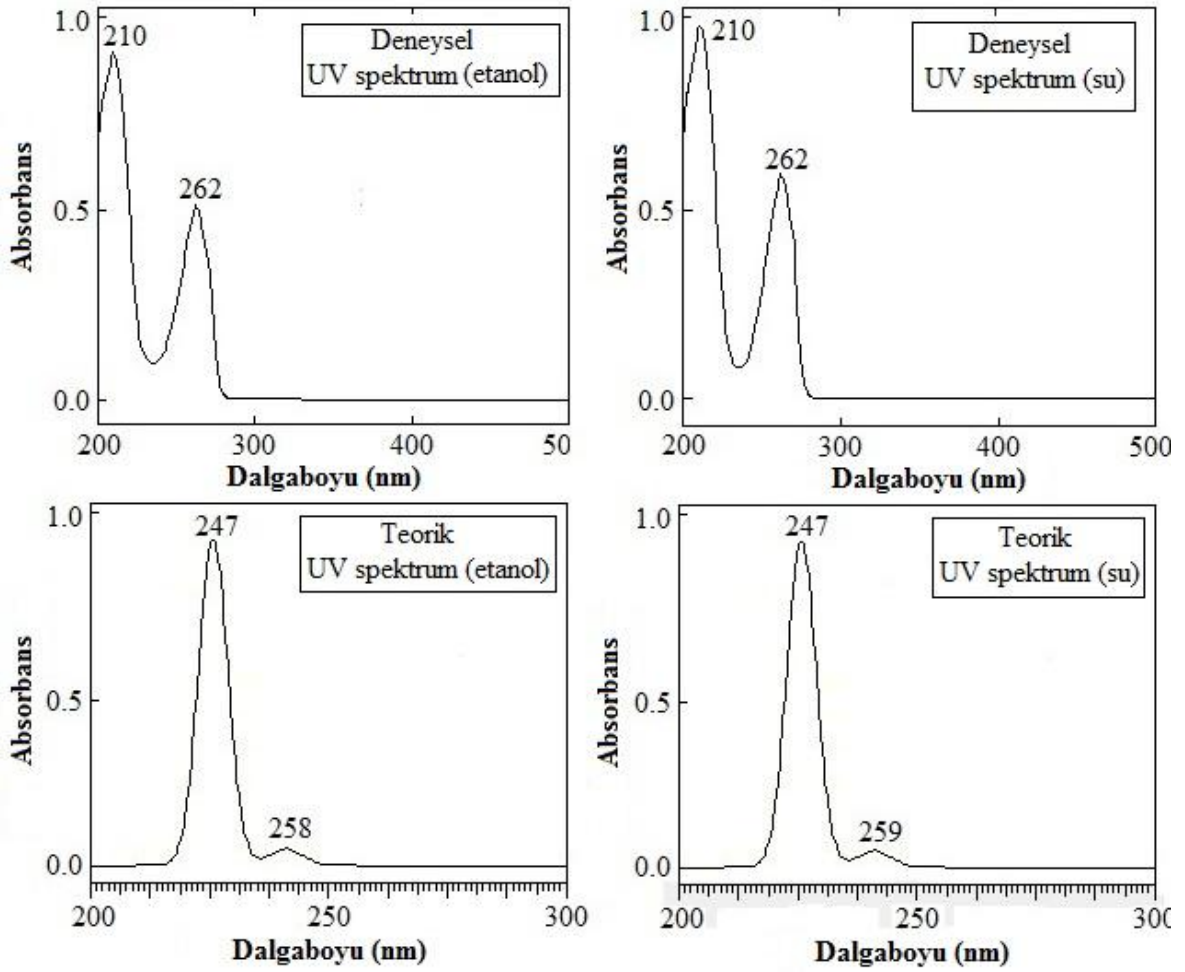 1.0
210
Deneysel
UV spektrum (etanol)
Absorbans
262
0.5
0.0
200
300
400
50
Dalgaboyu (nm)
1.0
210
Deneysel
UV spektrum (su)
Absorbans
262
0.5
0.0
200
300
400
500
Dalgaboyu (nm)
1.0
247
Teorik
UV spektrum (etanol)
Absorbans
0.5
258
0.0
200
250
300
Dalgaboyu (nm)
1.0
247
Teorik
UV spektrum (su)
Absorbans
0.5
259
0.0
200
250
300
Dalgaboyu (nm)